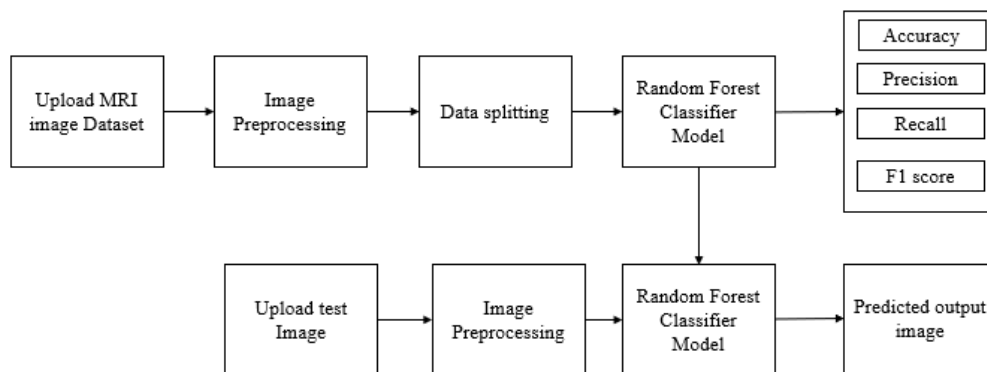 Upload MRI
image Dataset
Image
Preprocessing
Data splitting
Random Forest
Classifier
Model
Accuracy
Precision
Recall
F1 score
Upload test
Image
Image
Preprocessing
Random Forest
Classifier
Model
Predicted output
image